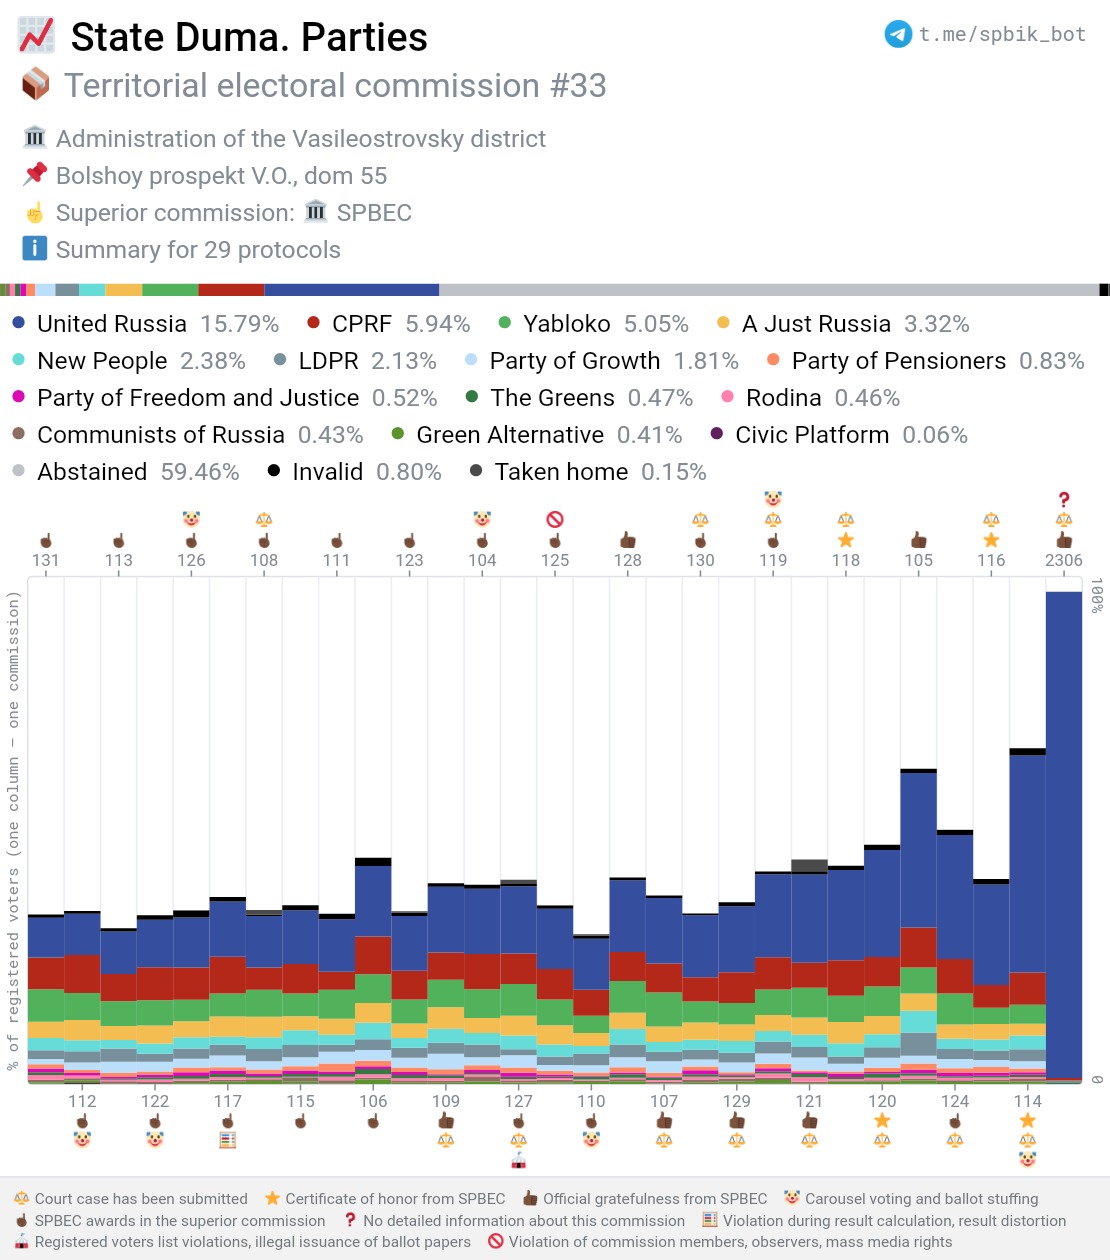 State Duma. Parties
t.me/spbik_bot
Territorial electoral commission #33
Administration of the Vasileostrovsky district
Bolshoy prospekt V.O., dom 55
Superior commission: SPBEC
Summary for 29 protocols
United Russia 15.79% CPRF 5.94% Yabloko 5.05% A Just Russia 3.32%
New People 2.38% LDPR 2.13% Party of Growth 1.81% Party of Pensioners 0.83%
Party of Freedom and Justice 0.52% The Greens 0.47% Rodina 0.46%
Communists of Russia 0.43% Green Alternative 0.41% Civic Platform 0.06%
Abstained 59.46% Invalid 0.80% Taken home 0.15%
131 113 126 108 111 123 104 125 128 130 119 118 105 116 2306
% of registered voters (one column – one commission)
100%
0
112 122 117 115 106 109 127 110 107 129 121 120 124 114
Court case has been submitted Certificate of honor from SPBEC Official gratefulness from SPBEC Carousel voting and ballot stuffing
SPBEC awards in the superior commission No detailed information about this commission Violation during result calculation, result distortion
Registered voters list violations, illegal issuance of ballot papers Violation of commission members, observers, mass media rights